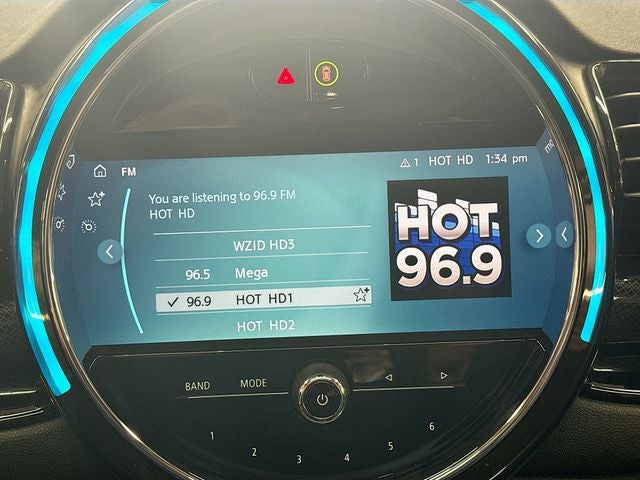 FM
1 HOT HD 1:34 pm
You are listening to 96.9 FM
HOT HD
WZID HD3
96.5 Mega
96.9 HOT HD1
HOT HD2
HOT
96.9
BAND MODE
1 2 3 4 5 6